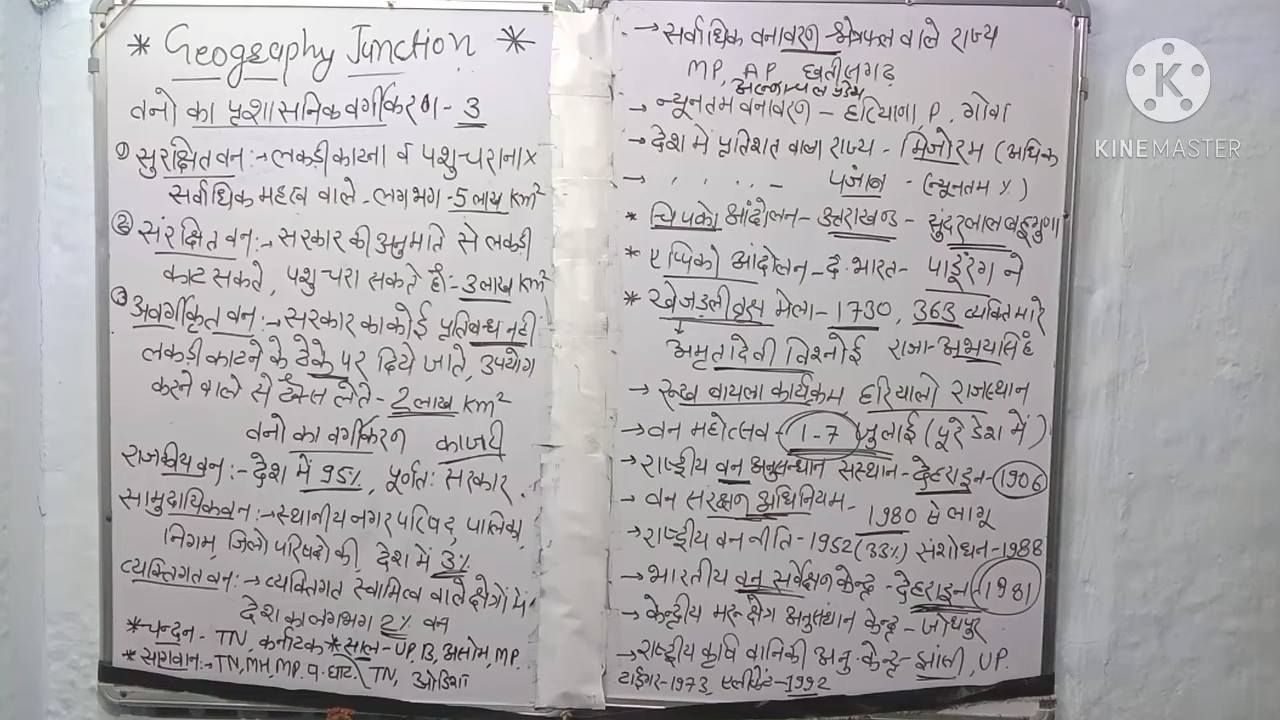 * Geography Junction *
वनो का प्रशासनिक वर्गीकरण - 3
① सुरक्षित वन :- लकड़ी काटना व पशुचराना X
सर्वाधिक महत्व वाले - लगभग - 5 लाख km²
② संरक्षित वन :- सरकार की अनुमति से लकड़ी
काट सकते, पशु चरा सकते है :- 3 लाख km²
③ अवर्गीकृत वन :- सरकार का कोई प्रतिबन्ध नही
लकड़ी काटने के ठेके पर दिये जाते, उपयोग
करने वाले से टैक्स लेते - 2 लाख km²
वनो का वर्गीकरण
राजकीय वन :- देश में 95%, पूर्णतः सरकार
सामुदायिक वन :- स्थानीय नगर परिषद, पालिका,
निगम, जिलो परिषदो की देश में 3%
व्यक्तिगत वन :- व्यक्तिगत स्वामित्व वाले क्षेत्रो में
देश का लगभग 2% वन
* चन्दन - TN, कर्नाटक * साल - UP, B, असोम, MP.
* सागवान :- TN, MH, MP. प. घाट TN, ओडिशा
→ सर्वाधिक वनावरण क्षेत्रफल वाले राज्य
MP, AP, छतीसगढ़
अरुणाचल प्रदेश
→ न्यूनतम वनावरण - हरियाना P, गोवा
→ देश में प्रतिशत वाला राज्य - मिजोरम (अधिक
→ " " " - पंजाब - (न्यूनतम %)
* चिपको आंदोलन - उत्तराखण्ड - सुंदरलाल बहुगुणा
* एप्पिको आंदोलन - द. भारत - पाडुंरंग ने
* खेजड़ली वृक्ष मेला - 1730, 363 व्यक्ति मारे
अमृता देवी विश्नोई राजा - अभयसिंह
→ रूख वायला कार्यक्रम, हरियालो राजस्थान
→ वन महोत्सव - 1-7 जुलाई (पूरे देश में)
→ राष्ट्रीय वन अनुसन्धान संस्थान - देहरादून - 1906
→ वन संरक्षण अधिनियम - 1980 से लागू
→ राष्ट्रीय वन नीति - 1952 (33%) संशोधन - 1988
→ भारतीय वन सर्वेक्षण केन्द्र - देहरादून - 1981
→ केन्द्रीय मरू क्षेत्र अनुसंधान केन्द्र - जोधपुर
→ राष्ट्रीय कृषि वानिकी अनु. केन्द्र - झांसी, UP.
टाईगर - 1973, एलीफेंट - 1992
K
KINEMASTER